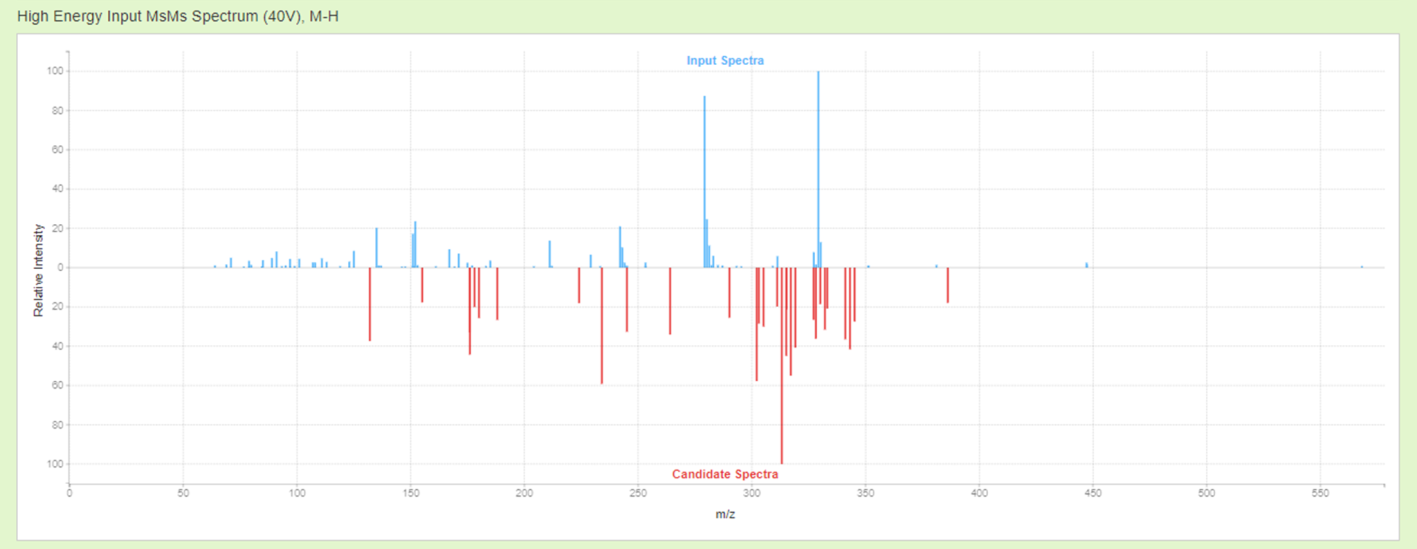 High Energy Input MsMs Spectrum (40V), M-H
Input Spectra
100
80
60
40
20
0
20
40
60
80
100
Relative Intensity
Candidate Spectra
0 50 100 150 200 250 300 350 400 450 500 550
m/z